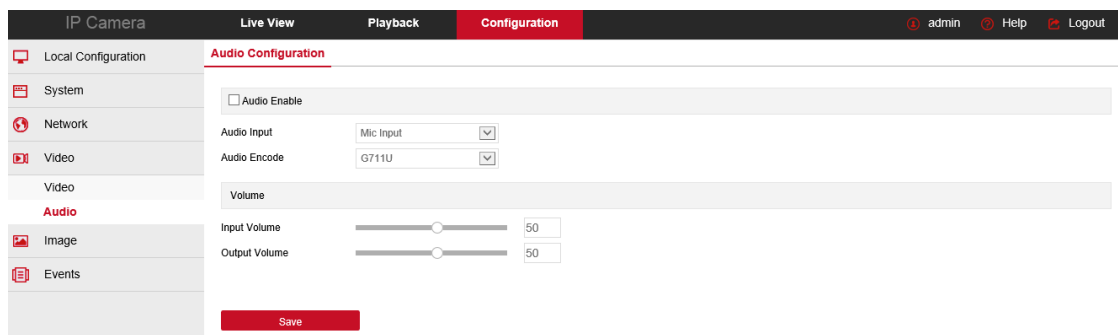 IP Camera Live View Playback Configuration admin Help Logout
Local Configuration
System
Network
Video
Video
Audio
Image
Events
Audio Configuration
Audio Enable
Audio Input Mic Input
Audio Encode G711U
Volume
Input Volume 50
Output Volume 50
Save